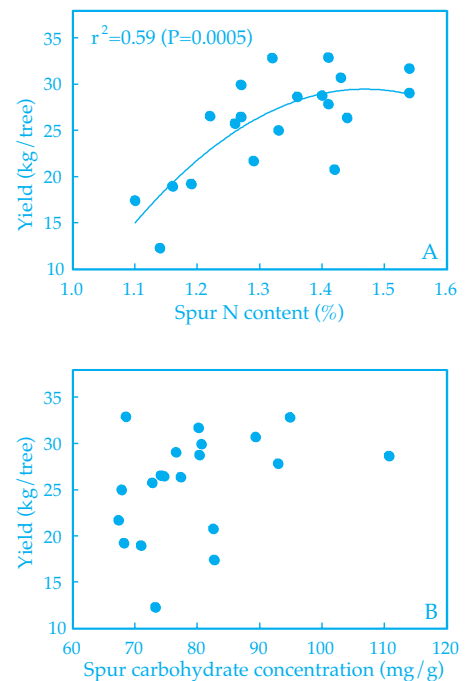 r²=0.59 (P=0.0005)
Yield (kg/tree)
35
30
25
20
15
10
A
1.0 1.1 1.2 1.3 1.4 1.5 1.6
Spur N content (%)
Yield (kg/tree)
35
30
25
20
15
10
B
60 70 80 90 100 110 120
Spur carbohydrate concentration (mg/g)